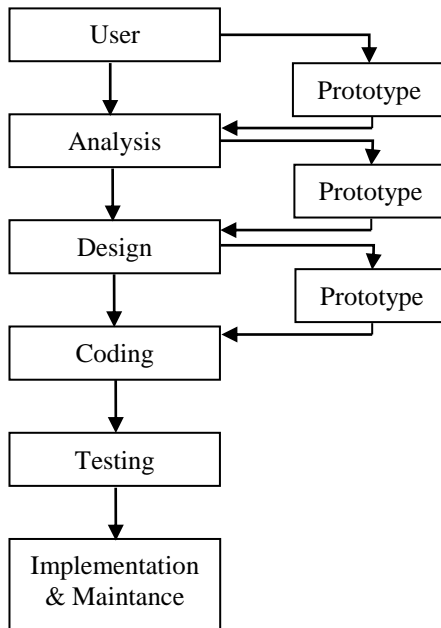 User
Prototype
Analysis
Prototype
Design
Prototype
Coding
Testing
Implementation
& Maintance